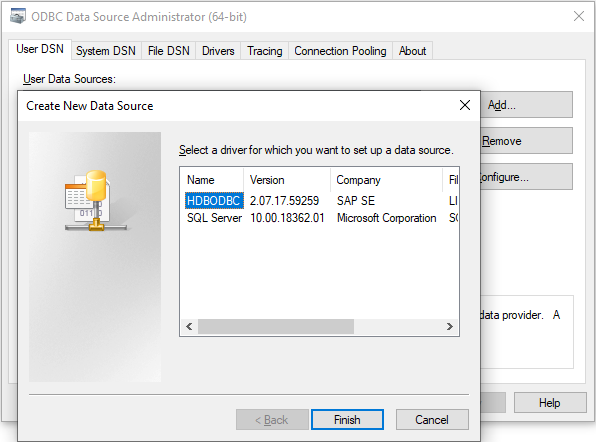 ODBC Data Source Administrator (64-bit)
User DSN System DSN File DSN Drivers Tracing Connection Pooling About
User Data Sources:
Create New Data Source
Add...
Select a driver for which you want to set up a data source.
Remove
Name Version Company Fil
Configure...
HDBODBC 2.07.17.59259 SAP SE LI
SQL Server 10.00.18362.01 Microsoft Corporation SC
01110
data provider. A
< Back Finish Cancel
Help